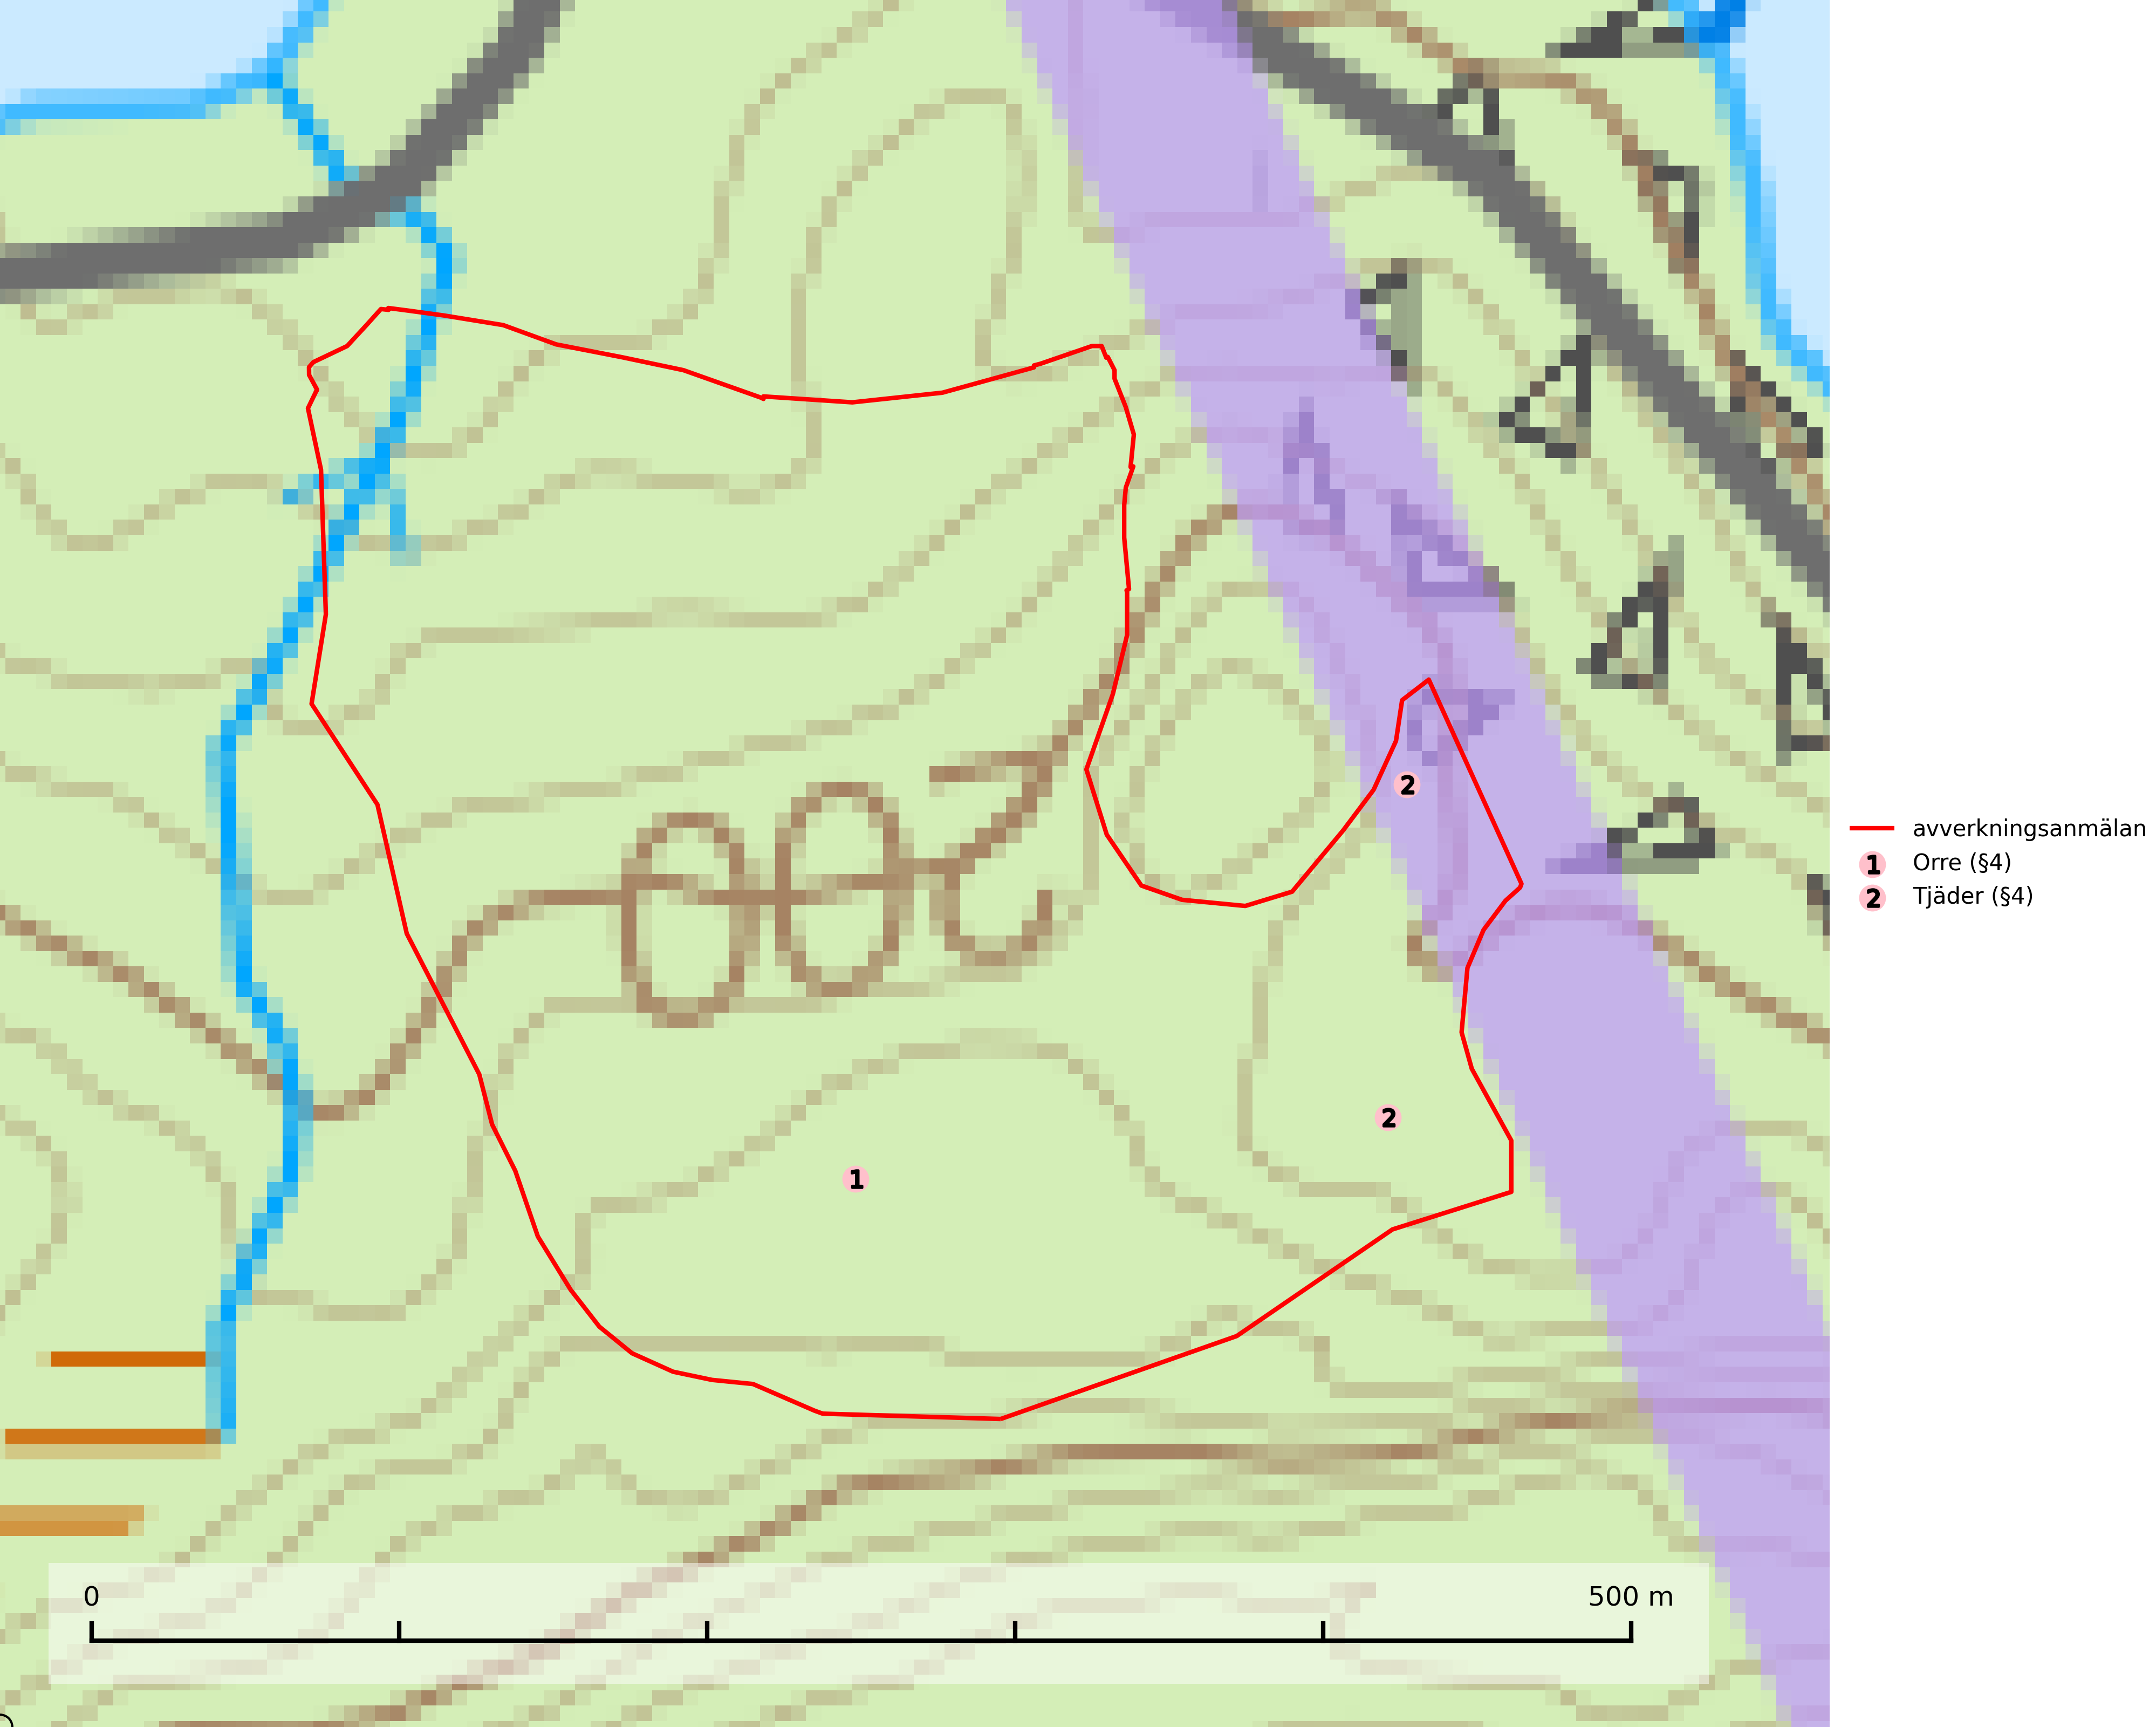 2
2
1
avverkningsanmälan
1 Orre (§4)
2 Tjäder (§4)
0 500 m